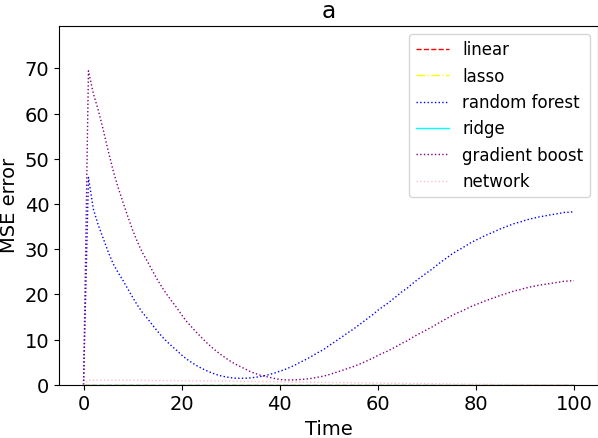 a
MSE error
70
60
50
40
30
20
10
0
0
20
40
60
80
100
Time
linear
lasso
random forest
ridge
gradient boost
network